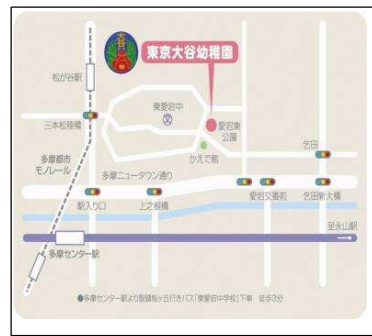 東京大谷幼稚園
松が谷駅
東愛宕中
文
三本松陸橋
愛宕東
公園
かえで館
乞田
多摩都市
モノレール
多摩ニュータウン通り
駅入り口
上之根橋
愛宕交番前
乞田新大橋
至永山駅
多摩センター駅
●多摩センター駅より聖蹟桜ヶ丘行きバス「東愛宕中学校」下車 徒歩3分